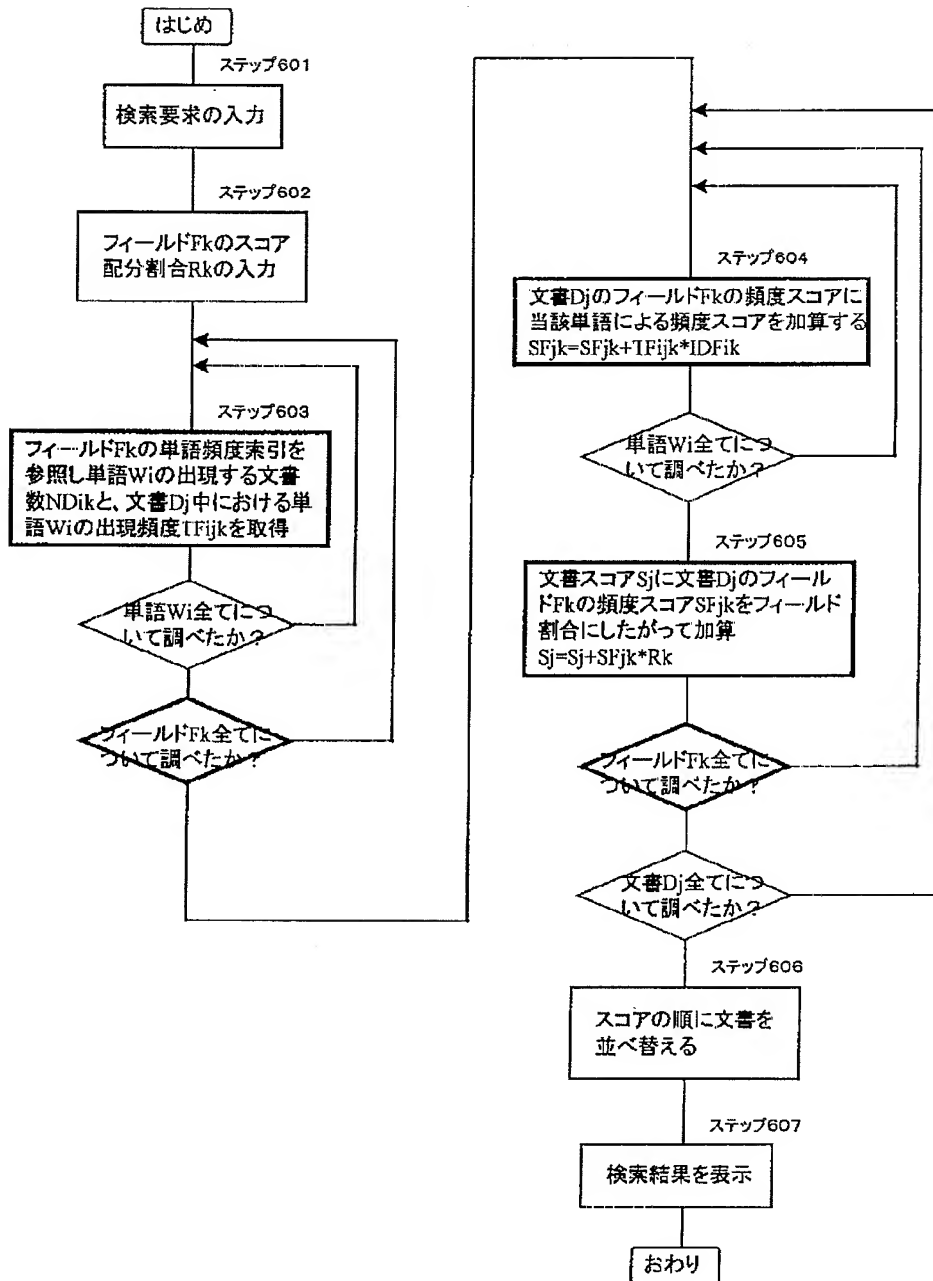 はじめ
ステップ601
検索要求の入力
ステップ602
フィールドFkのスコア
配分割合Rkの入力
ステップ603
フィールドFkの単語頻度索引を
参照し単語Wiの出現する文書
数NDikと、文書Dj中における単
語Wiの出現頻度TFijkを取得
単語Wi全てにつ
いて調べたか？
フィールドFk全てに
ついて調べたか？
ステップ604
文書DjのフィールドFkの頻度スコアに
当該単語による頻度スコアを加算する
SFjk=SFjk+TFijk*IDFik
単語Wi全てにつ
いて調べたか？
ステップ605
文書スコアSjに文書Djのフィール
ドFkの頻度スコアSFjkをフィールド
割合にしたがって加算
Sj=Sj+SFjk*Rk
フィールドFk全てに
ついて調べたか？
文書Dj全てにつ
いて調べたか？
ステップ606
スコアの順に文書を
並べ替える
ステップ607
検索結果を表示
おわり